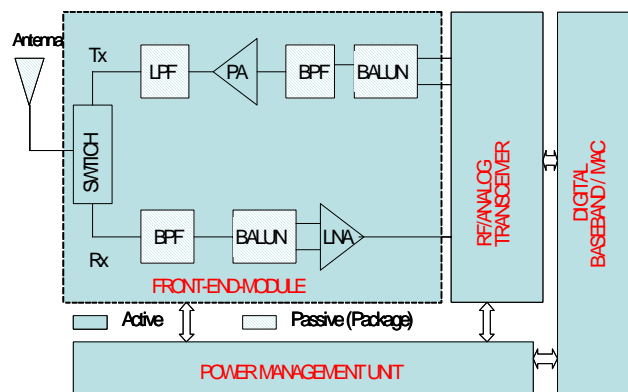 Antenna
Tx
LPF
PA
BPF
BALUN
SWTICH
Rx
BPF
BALUN
LNA
FRONT-END-MODULE
RF/ANALOG
TRANSCEIVER
DIGITAL
BASEBAND / MAC
Active
Passive (Package)
POWER MANAGEMENT UNIT